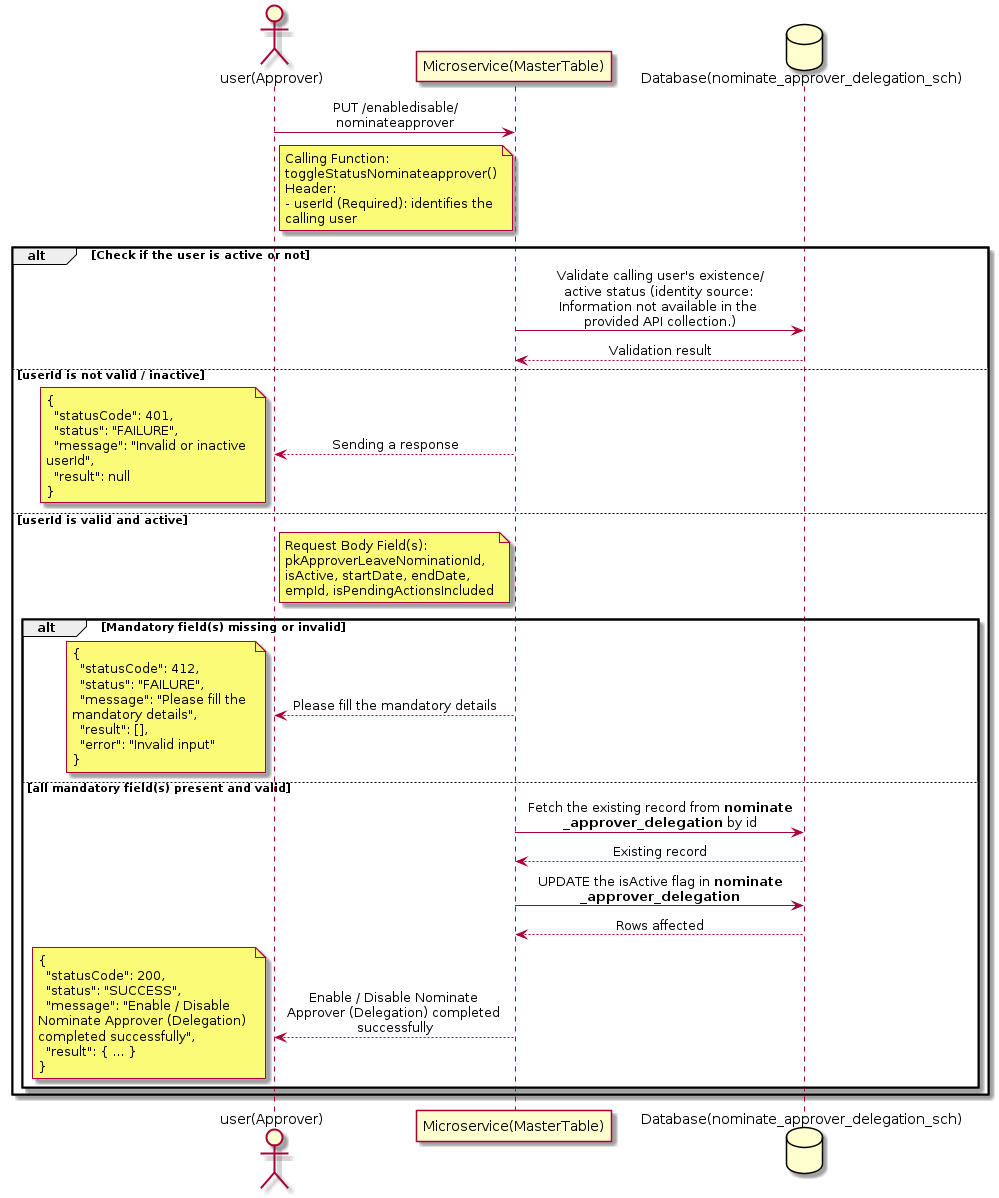 user(Approver)
Microservice(MasterTable)
Database(nominate_approver_delegation_sch)
PUT /enabledisable/
nominateapprover
Calling Function:
toggleStatusNominateapprover()
Header:
- userId (Required): identifies the
calling user
alt
[Check if the user is active or not]
Validate calling user's existence/
active status (identity source:
Information not available in the
provided API collection.)
Validation result
[userId is not valid / inactive]
{
"statusCode": 401,
"status": "FAILURE",
"message": "Invalid or inactive
userId",
"result": null
}
Sending a response
[userId is valid and active]
Request Body Field(s):
pkApproverLeaveNominationId,
isActive, startDate, endDate,
empId, isPendingActionsIncluded
alt
[Mandatory field(s) missing or invalid]
{
"statusCode": 412,
"status": "FAILURE",
"message": "Please fill the
mandatory details",
"result": [],
"error": "Invalid input"
}
Please fill the mandatory details
[all mandatory field(s) present and valid]
Fetch the existing record from nominate
_approver_delegation by id
Existing record
UPDATE the isActive flag in nominate
_approver_delegation
Rows affected
{
"statusCode": 200,
"status": "SUCCESS",
"message": "Enable / Disable
Nominate Approver (Delegation)
completed successfully",
"result": { ... }
}
Enable / Disable Nominate
Approver (Delegation) completed
successfully
user(Approver)
Microservice(MasterTable)
Database(nominate_approver_delegation_sch)